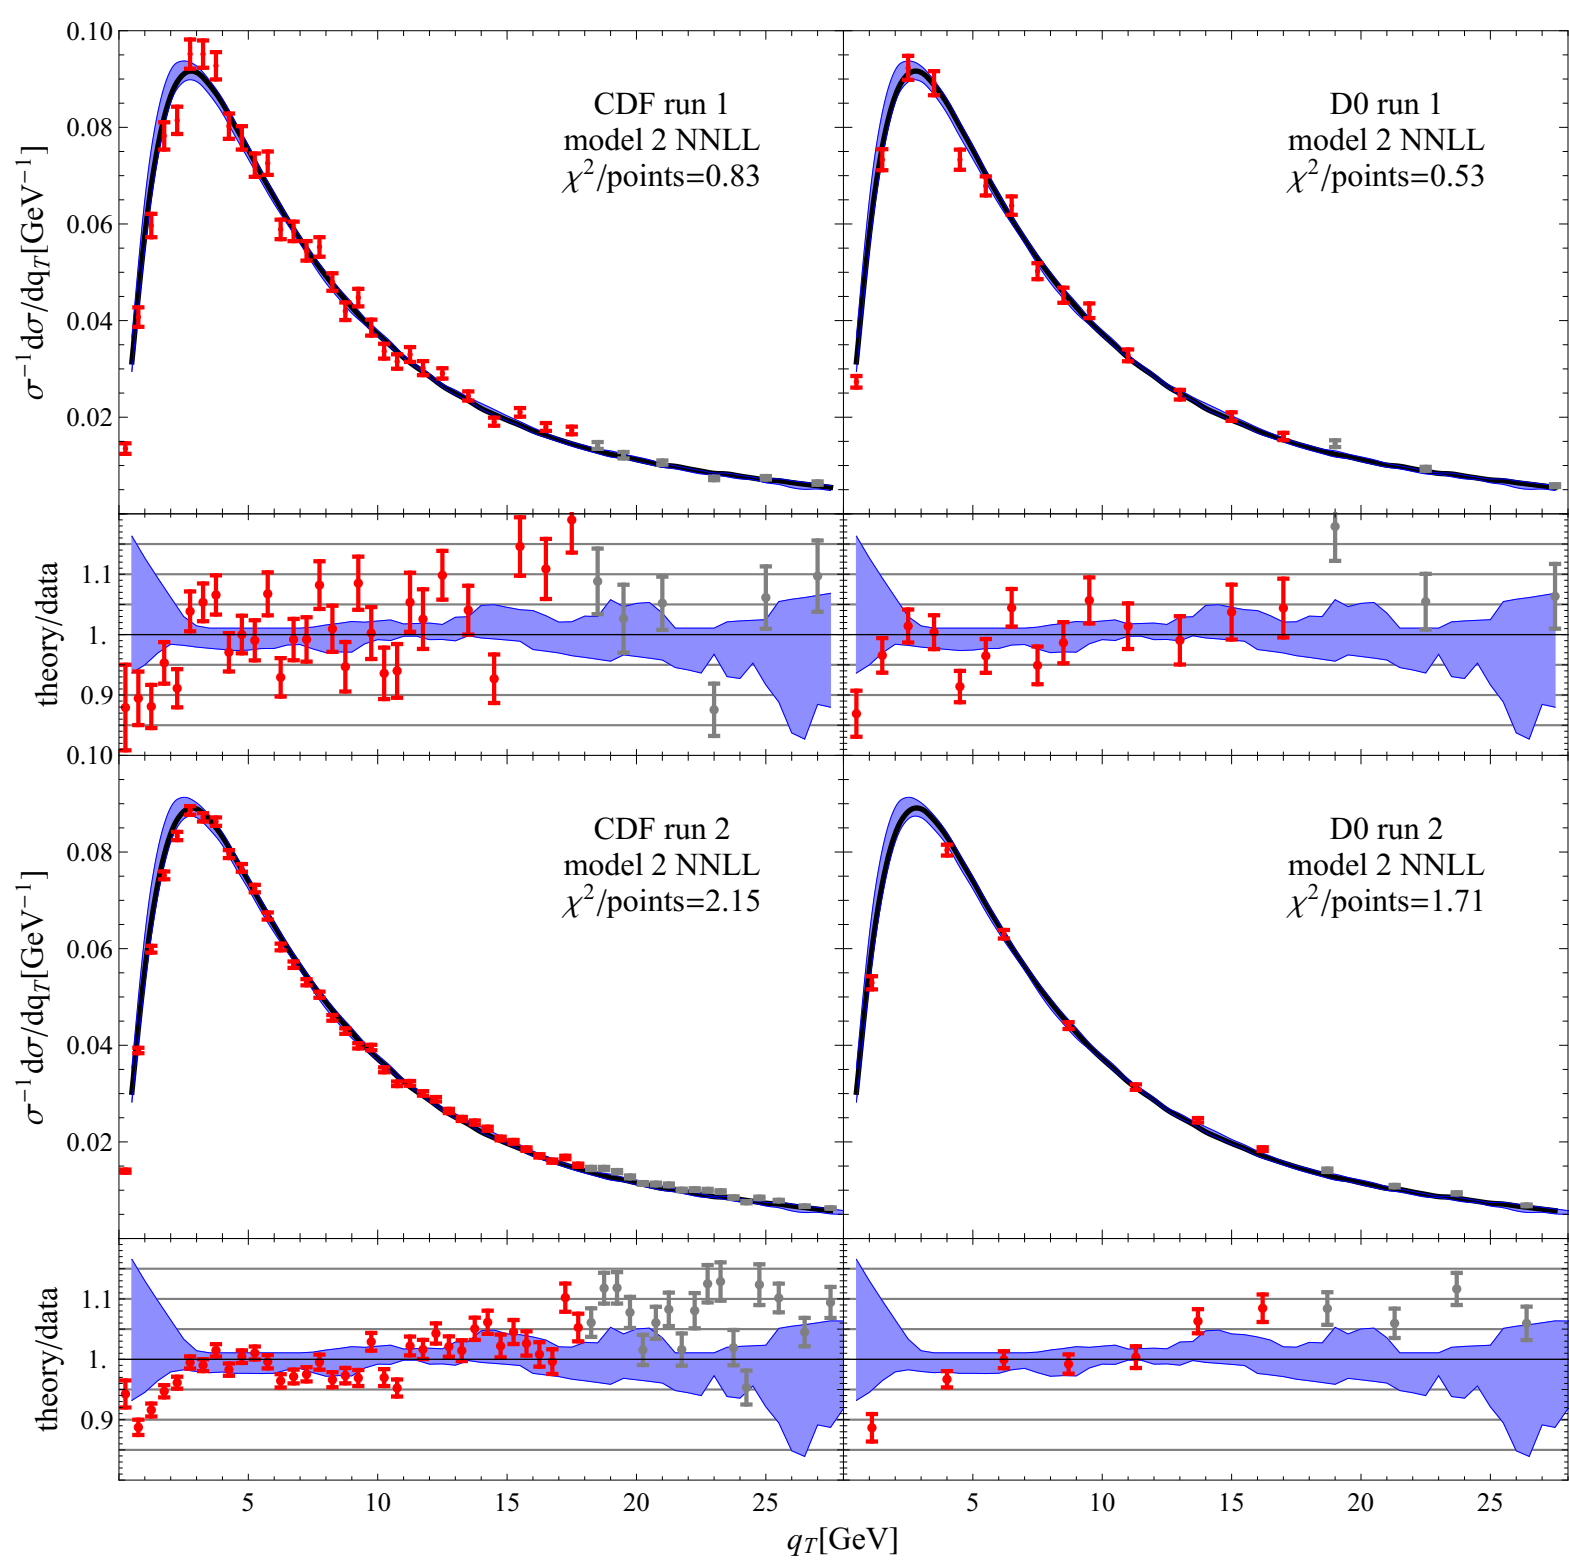 0.10
0.08
0.06
0.04
0.02
σ⁻¹dσ/dq_T[GeV⁻¹]
CDF run 1
model 2 NNLL
χ²/points=0.83
D0 run 1
model 2 NNLL
χ²/points=0.53
1.1
1.
0.9
theory/data
0.10
0.08
0.06
0.04
0.02
σ⁻¹dσ/dq_T[GeV⁻¹]
CDF run 2
model 2 NNLL
χ²/points=2.15
D0 run 2
model 2 NNLL
χ²/points=1.71
1.1
1.
0.9
theory/data
5 10 15 20 25 5 10 15 20 25
q_T[GeV]